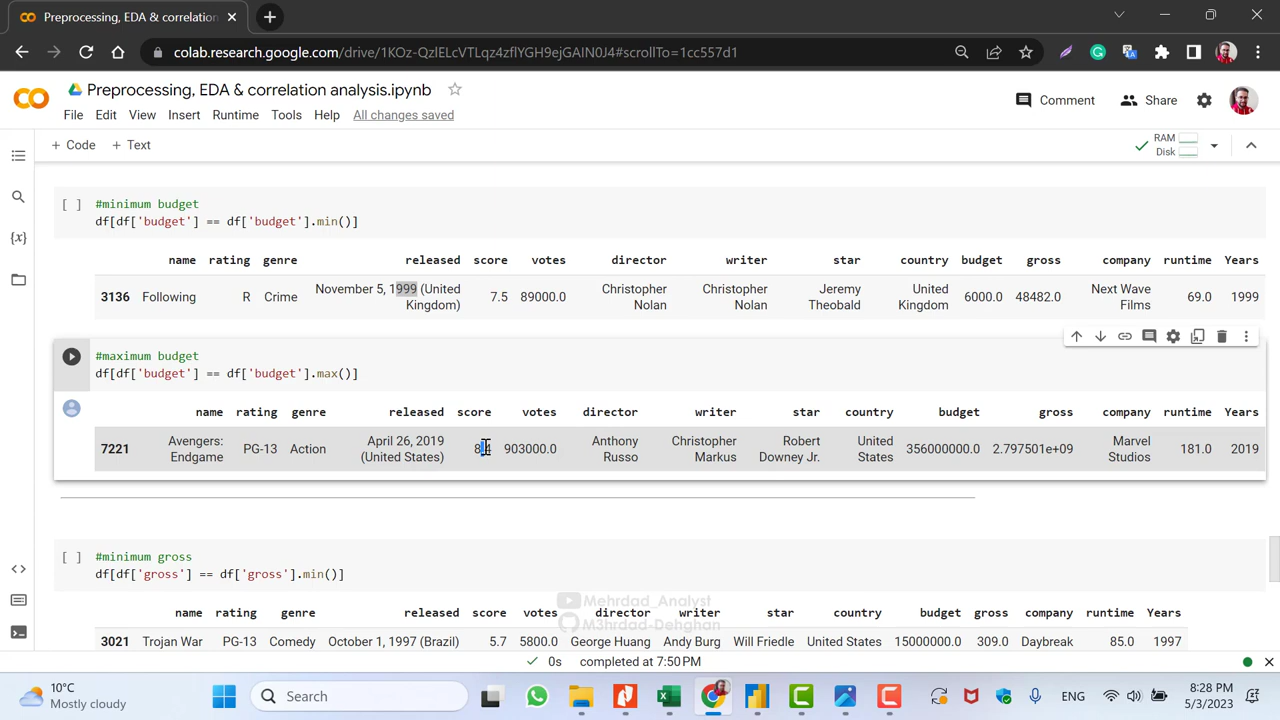 Preprocessing, EDA & correlation
colab.research.google.com/drive/1KOz-QzlELcVTLqz4zflYGH9ejGAIN0J4#scrollTo=1cc557d1
Preprocessing, EDA & correlation analysis.ipynb
Comment
Share
File Edit View Insert Runtime Tools Help All changes saved
+ Code + Text
RAM
Disk
[ ] #minimum budget
df[df['budget'] == df['budget'].min()]
name rating genre released score votes director writer star country budget gross company runtime Years
3136 Following R Crime November 5, 1999 (United Kingdom) 7.5 89000.0 Christopher Nolan Christopher Nolan Jeremy Theobald United Kingdom 6000.0 48482.0 Next Wave Films 69.0 1999
#maximum budget
df[df['budget'] == df['budget'].max()]
name rating genre released score votes director writer star country budget gross company runtime Years
7221 Avengers: Endgame PG-13 Action April 26, 2019 (United States) 903000.0 Anthony Russo Christopher Markus Robert Downey Jr. United States 356000000.0 2.797501e+09 Marvel Studios 181.0 2019
[ ] #minimum gross
df[df['gross'] == df['gross'].min()]
Mehrdad_Analyst
name rating genre released score votes director writer star country budget gross company runtime Years
M3hrdad-Dehghan
3021 Trojan War PG-13 Comedy October 1, 1997 (Brazil) 5.7 5800.0 George Huang Andy Burg Will Friedle United States 15000000.0 309.0 Daybreak 85.0 1997
0s completed at 7:50 PM
10°C
Mostly cloudy
Search
ENG
8:28 PM
5/3/2023